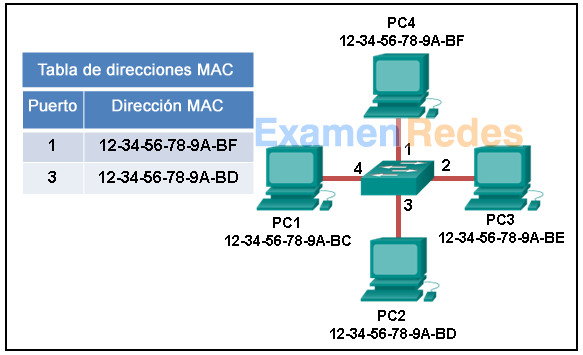 PC4
12-34-56-78-9A-BF
Tabla de direcciones MAC
Puerto Dirección MAC
1 12-34-56-78-9A-BF
3 12-34-56-78-9A-BD
ExamenRedes
1
4
2
3
PC1
12-34-56-78-9A-BC
PC3
12-34-56-78-9A-BE
PC2
12-34-56-78-9A-BD